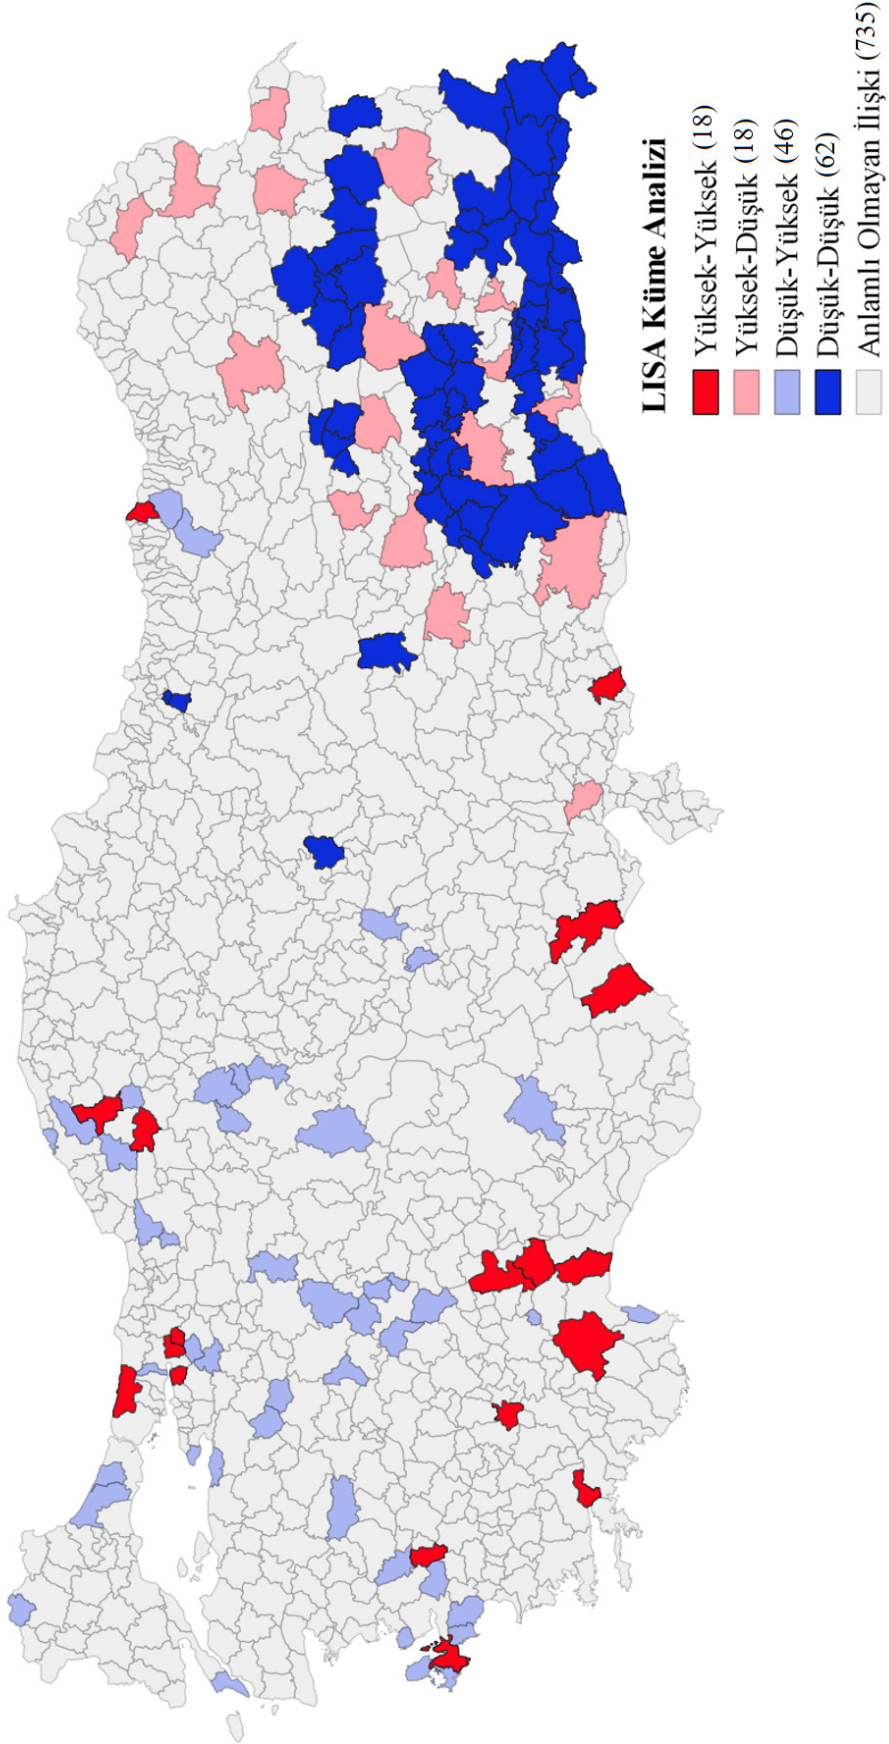 LISA Küme Analizi
Yüksek-Yüksek (18)
Yüksek-Düşük (18)
Düşük-Yüksek (46)
Düşük-Düşük (62)
Anlamlı Olmayan İlişki (735)